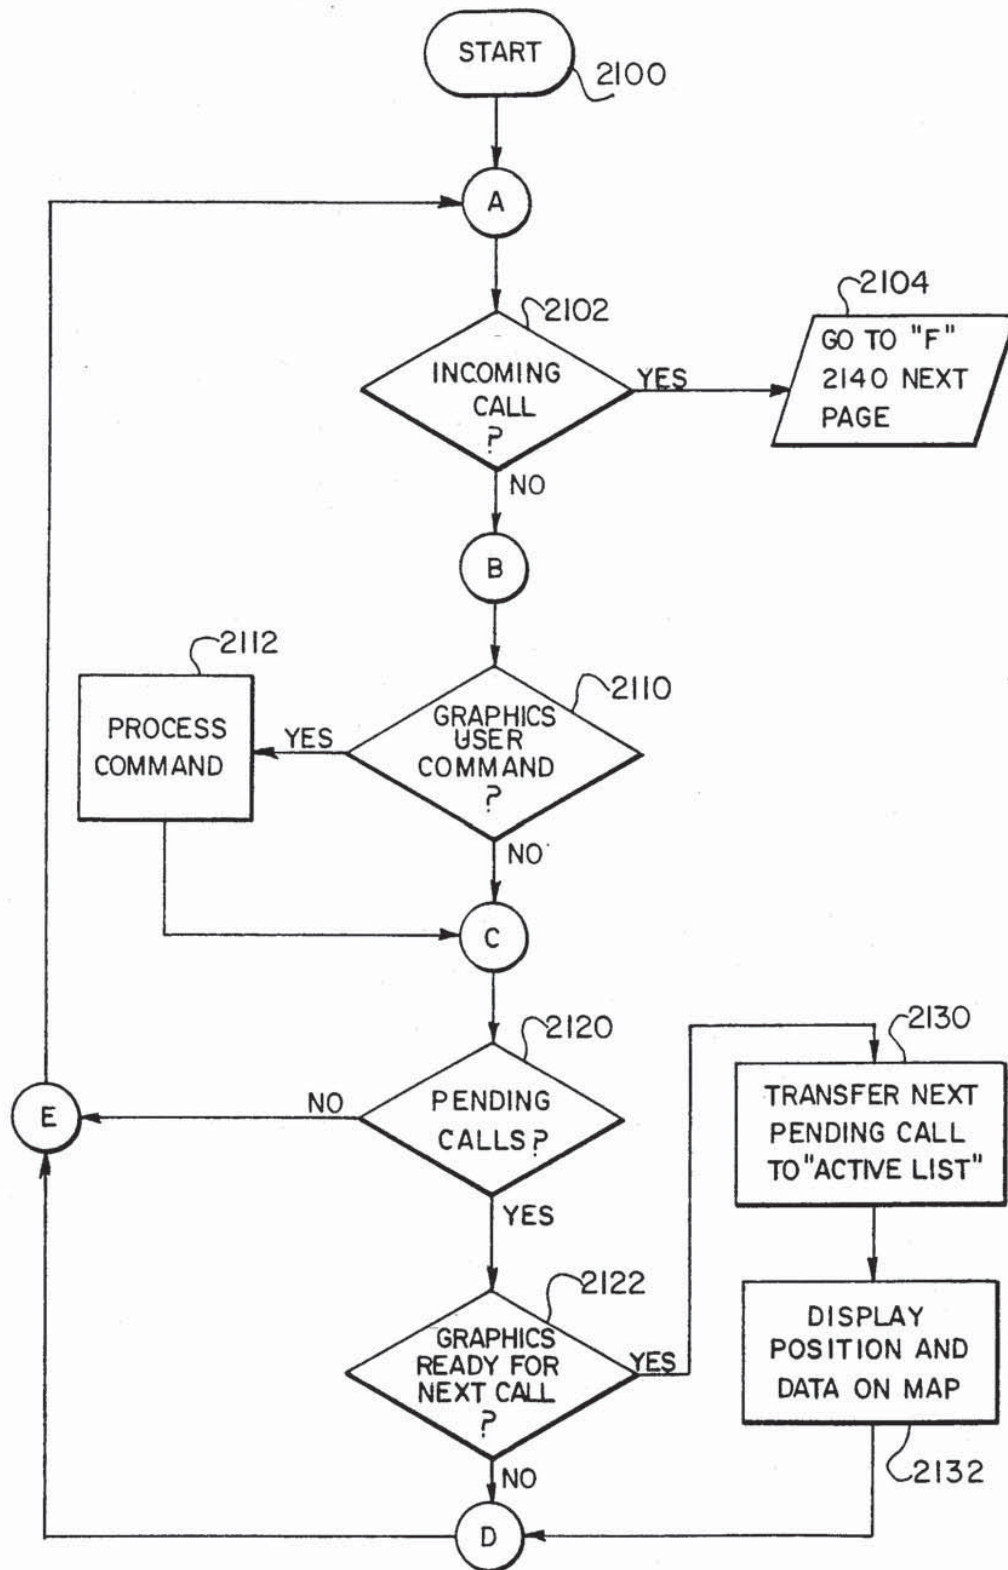 START
2100
A
2102
INCOMING
CALL
?
YES
2104
GO TO "F"
2140 NEXT
PAGE
NO
B
2112
PROCESS
COMMAND
YES
2110
GRAPHICS
USER
COMMAND
?
NO
C
2120
PENDING
CALLS?
NO
E
YES
2130
TRANSFER NEXT
PENDING CALL
TO "ACTIVE LIST"
2122
GRAPHICS
READY FOR
NEXT CALL
?
YES
DISPLAY
POSITION AND
DATA ON MAP
2132
NO
D